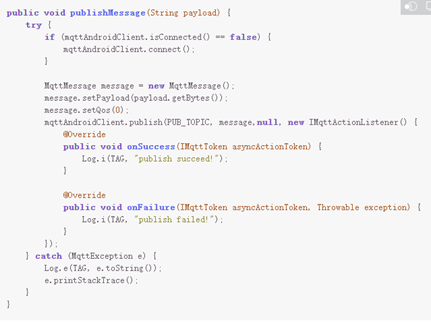 public void publishMessage(String payload) {
    try {
        if (mqttAndroidClient.isConnected() == false) {
            mqttAndroidClient.connect();
        }

        MqttMessage message = new MqttMessage();
        message.setPayload(payload.getBytes());
        message.setQos(0);
        mqttAndroidClient.publish(PUB_TOPIC, message,null, new IMqttActionListener() {
            @Override
            public void onSuccess(IMqttToken asyncActionToken) {
                Log.i(TAG, "publish succeed!");
            }

            @Override
            public void onFailure(IMqttToken asyncActionToken, Throwable exception) {
                Log.i(TAG, "publish failed!");
            }
        });
    } catch (MqttException e) {
        Log.e(TAG, e.toString());
        e.printStackTrace();
    }
}